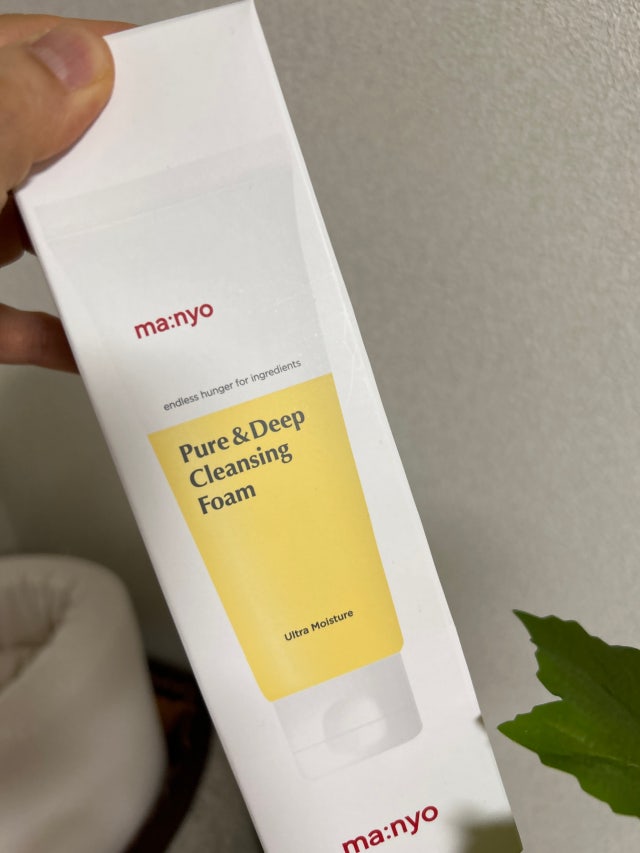 ma:nyo
endless hunger for ingredients
Pure & Deep
Cleansing
Foam
Ultra Moisture
ma:nyo